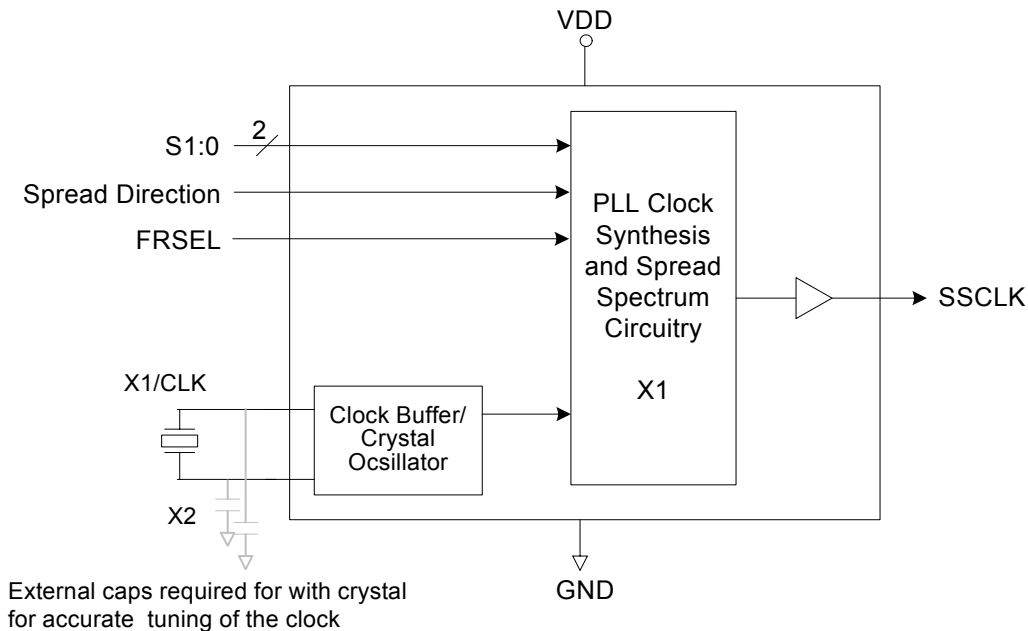 VDD
2
S1:0
Spread Direction
FRSEL
PLL Clock
Synthesis
and Spread
Spectrum
Circuitry
X1
SSCLK
X1/CLK
Clock Buffer/
Crystal
Ocsillator
X2
GND
External caps required for with crystal
for accurate tuning of the clock